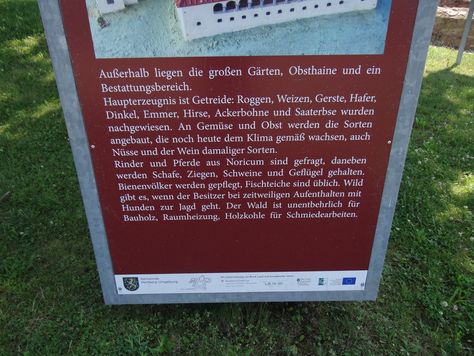 Außerhalb liegen die großen Gärten, Obsthaine und ein
Bestattungsbereich.
Haupterzeugnis ist Getreide: Roggen, Weizen, Gerste, Hafer,
Dinkel, Emmer, Hirse, Ackerbohne und Saaterbse wurden
nachgewiesen. An Gemüse und Obst werden die Sorten
angebaut, die noch heute dem Klima gemäß wachsen, auch
Nüsse und der Wein damaliger Sorten.
Rinder und Pferde aus Noricum sind gefragt, daneben
werden Schafe, Ziegen, Schweine und Geflügel gehalten.
Bienenvölker werden gepflegt, Fischteiche sind üblich. Wild
gibt es, wenn der Besitzer bei zeitweiligen Aufenthalten mit
Hunden zur Jagd geht. Der Wald ist unentbehrlich für
Bauholz, Raumheizung, Holzkohle für Schmiedearbeiten.